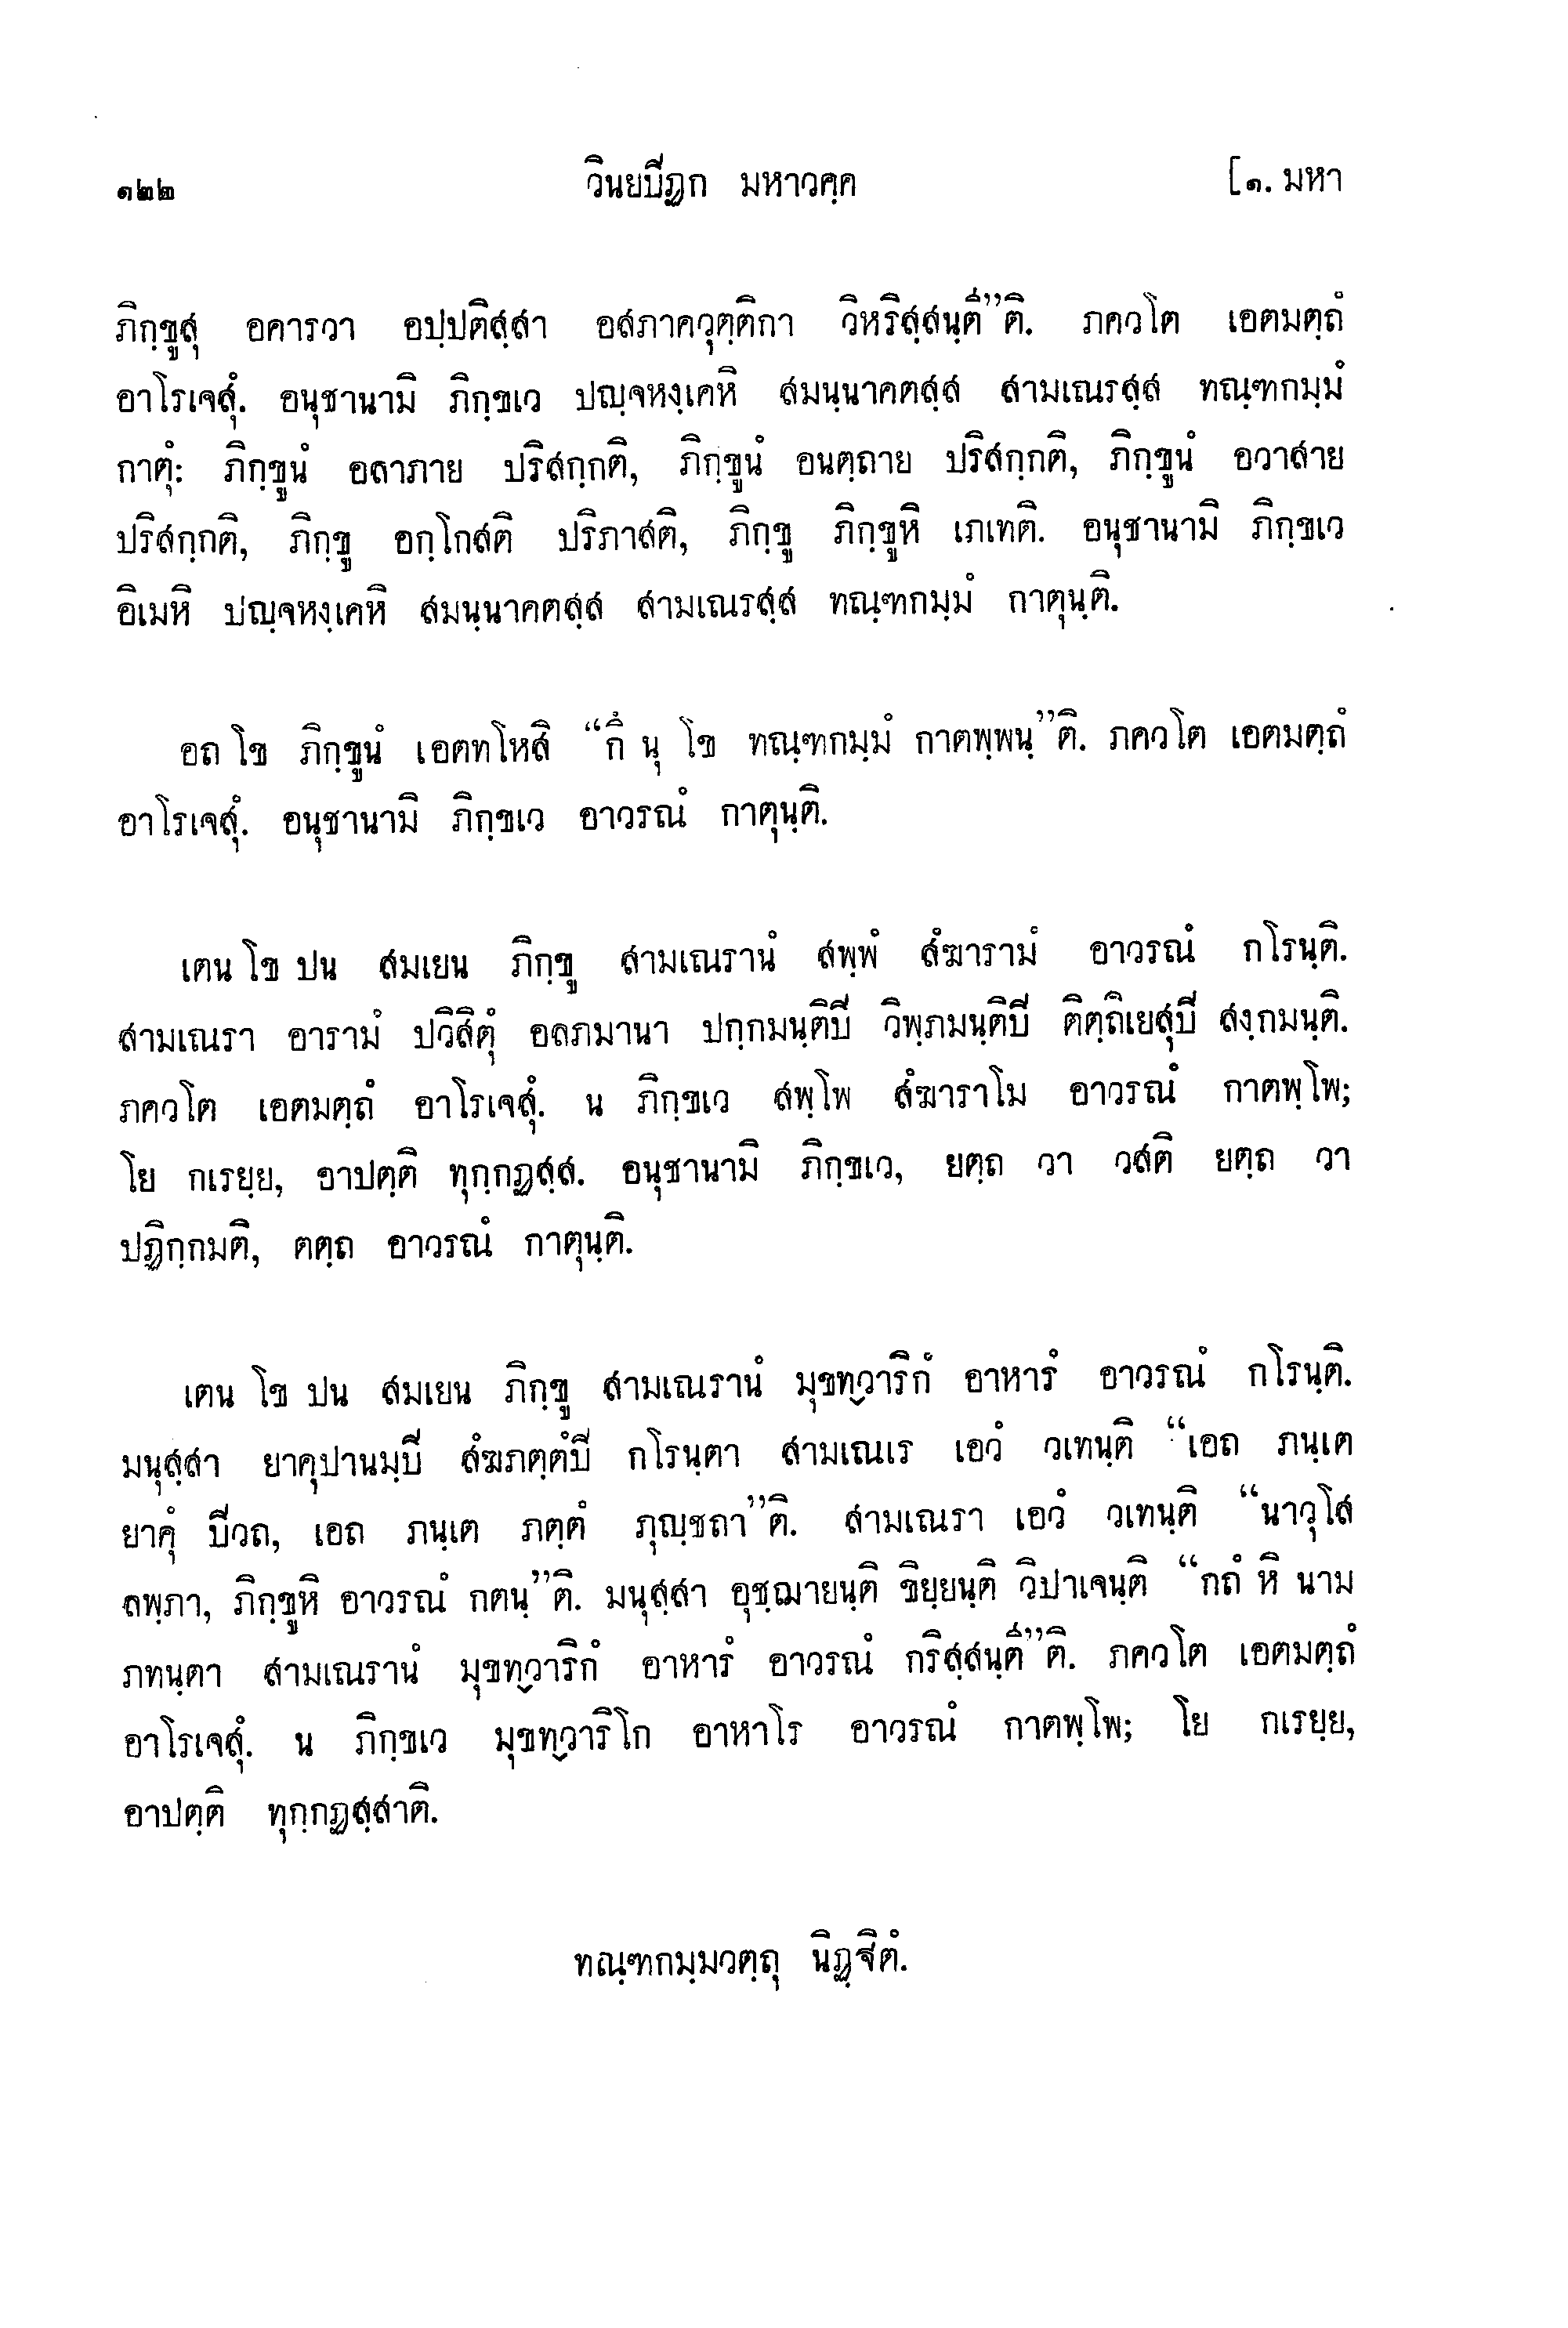 ๑๒๒ วินยปิฏก มหาวคฺค [๑. มหา
ภิกฺขูสุ อคารวา อปฺปติสฺสา อสภาควุตฺติกา วิหริสฺสนฺตี”ติ. ภควโต เอตมตฺถํ
อาโรเจสุํ. อนุชานามิ ภิกฺขเว ปญฺจหงฺเคหิ สมนฺนาคตสฺส สามเณรสฺส ทณฺฑกมฺมํ
กาตุํ: ภิกฺขูนํ อลาภาย ปริสกฺกติ, ภิกฺขูนํ อนตฺถาย ปริสกฺกติ, ภิกฺขูนํ อวาสาย
ปริสกฺกติ, ภิกฺขู อกฺโกสติ ปริภาสติ, ภิกฺขู ภิกฺขูหิ เภเทติ. อนุชานามิ ภิกฺขเว
อิเมหิ ปญฺจหงฺเคหิ สมนฺนาคตสฺส สามเณรสฺส ทณฺฑกมฺมํ กาตุนฺติ.
อถ โข ภิกฺขูนํ เอตทโหสิ “กึ นุ โข ทณฺฑกมฺมํ กาตพฺพนฺ”ติ. ภควโต เอตมตฺถํ
อาโรเจสุํ. อนุชานามิ ภิกฺขเว อาวรณํ กาตุนฺติ.
เตน โข ปน สมเยน ภิกฺขู สามเณรานํ สพฺพํ สํฆารามํ อาวรณํ กโรนฺติ.
สามเณรา อารามํ ปวิสิตุํ อลภมานา ปกฺกมนฺติปิ วิพฺภมนฺติปิ ติตฺถิเยสุปิ สงฺกมนฺติ.
ภควโต เอตมตฺถํ อาโรเจสุํ. น ภิกฺขเว สพฺโพ สํฆาราโม อาวรณํ กาตพฺโพ;
โย กเรยฺย, อาปตฺติ ทุกฺกฏสฺส. อนุชานามิ ภิกฺขเว, ยตฺถ วา วสติ ยตฺถ วา
ปฏิกฺกมติ, ตตฺถ อาวรณํ กาตุนฺติ.
เตน โข ปน สมเยน ภิกฺขู สามเณรานํ มุขทฺวาริกํ อาหารํ อาวรณํ กโรนฺติ.
มนุสฺสา ยาคุปานมฺปิ สํฆภตฺตํปิ กโรนฺตา สามเณเร เอวํ วเทนฺติ “เอถ ภนฺเต
ยาคุํ ปิวถ, เอถ ภนฺเต ภตฺตํ ภุญฺชถา”ติ. สามเณรา เอวํ วเทนฺติ “นาวุโส
ลพฺภา, ภิกฺขูหิ อาวรณํ กตนฺ”ติ. มนุสฺสา อุชฺฌายนฺติ ขิยฺยนฺติ วิปาเจนฺติ “กถํ หิ นาม
ภทนฺตา สามเณรานํ มุขทฺวาริกํ อาหารํ อาวรณํ กริสฺสนฺตี”ติ. ภควโต เอตมตฺถํ
อาโรเจสุํ. น ภิกฺขเว มุขทฺวาริโก อาหาโร อาวรณํ กาตพฺโพ; โย กเรยฺย,
อาปตฺติ ทุกฺกฏสฺสาติ.
ทณฺฑกมฺมวตฺถุ นิฏฺฐิตํ.